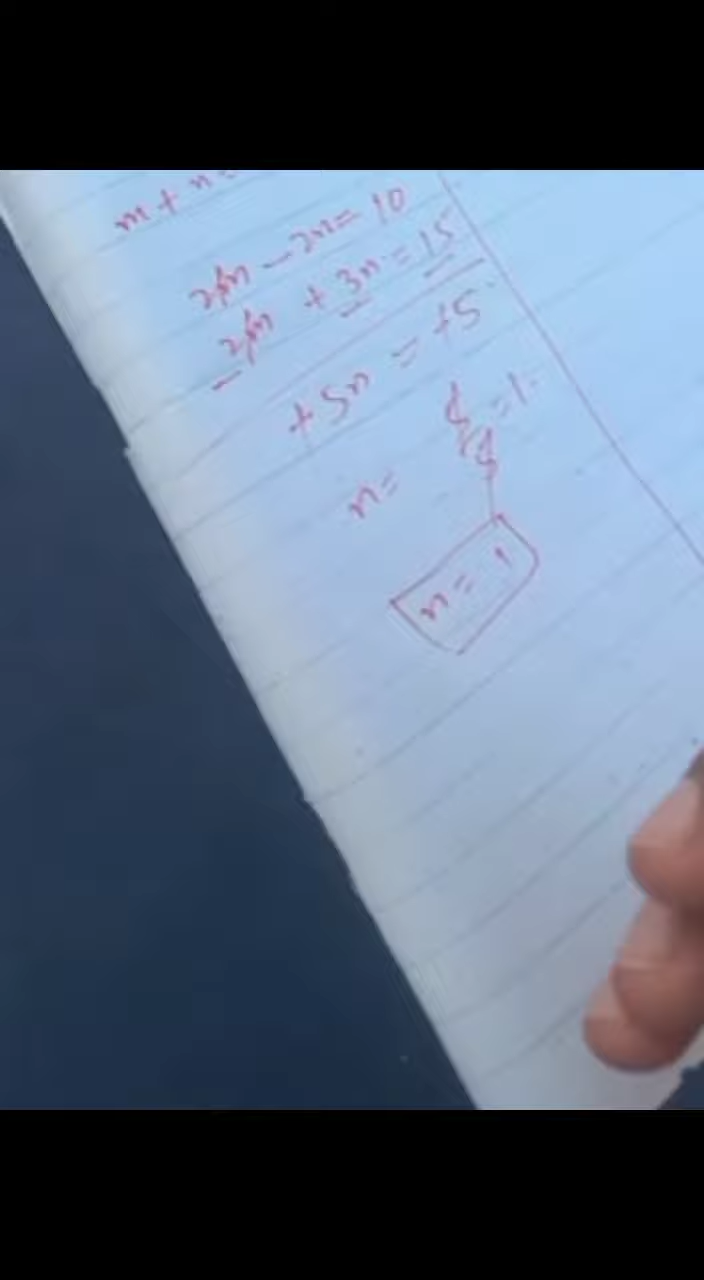 m + n =
2m - 2n = 10
2m + 3n = 15
- - -
+ 5n = +5
n = 5/5 = 1.
n = 1